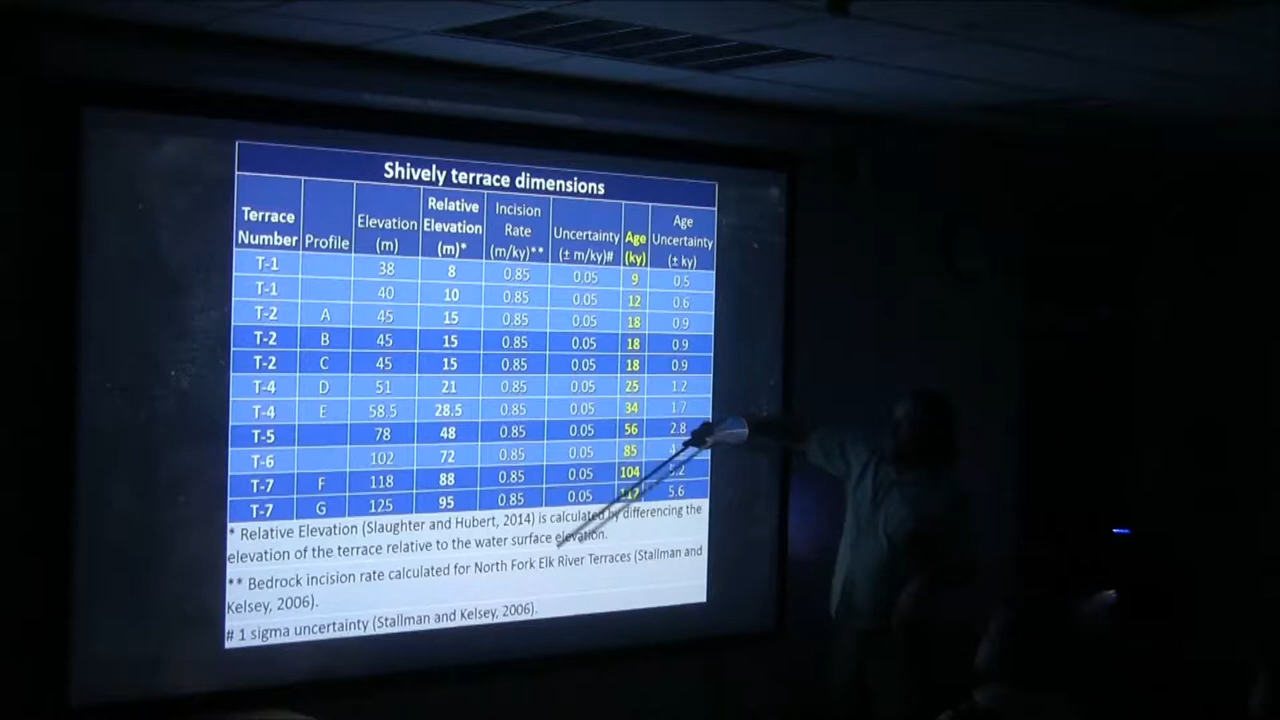 Shively terrace dimensions
Terrace Number Profile Elevation (m) Relative Elevation (m)* Incision Rate (m/ky)** Uncertainty (± m/ky)# Age (ky) Age Uncertainty (± ky)
T-1 38 8 0.85 0.05 9 0.5
T-1 40 10 0.85 0.05 12 0.6
T-2 A 45 15 0.85 0.05 18 0.9
T-2 B 45 15 0.85 0.05 18 0.9
T-2 C 45 15 0.85 0.05 18 0.9
T-4 D 51 21 0.85 0.05 25 1.2
T-4 E 58.5 28.5 0.85 0.05 34 1.7
T-5 78 48 0.85 0.05 56 2.8
T-6 102 72 0.85 0.05 85
T-7 F 118 88 0.85 0.05 104 5.2
T-7 G 125 95 0.85 0.05 5.6
* Relative Elevation (Slaughter and Hubert, 2014) is calculated by differencing the
elevation of the terrace relative to the water surface elevation.
** Bedrock incision rate calculated for North Fork Elk River Terraces (Stallman and
Kelsey, 2006).
# 1 sigma uncertainty (Stallman and Kelsey, 2006).